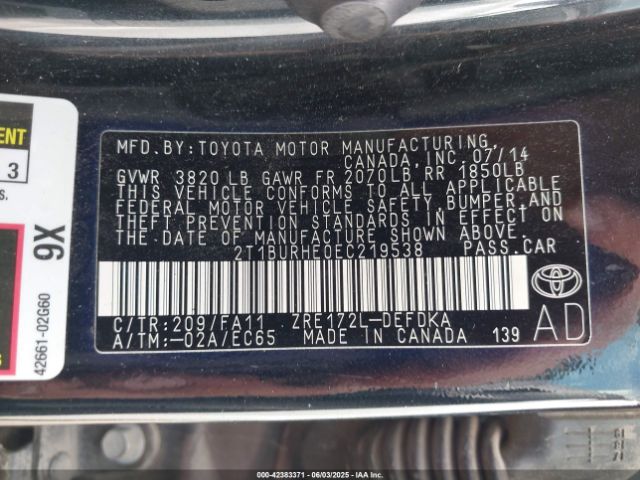 ENT
3
S.
9X
42661-02G60
MFD.BY:TOYOTA MOTOR MANUFACTURING,
CANADA, INC.07/14
GVWR 3820 LB GAWR FR 2070LB RR 1850LB
THIS VEHICLE CONFORMS TO ALL APPLICABLE
FEDERAL MOTOR VEHICLE SAFETY, BUMPER, AND
THEFT PREVENTION STANDARDS IN EFFECT ON
THE DATE OF MANUFACTURE SHOWN ABOVE.
2T1BURHE0EC219538 PASS.CAR
C/TR:209/FA11 ZRE172L-DEFDKA
A/TM:-02A/EC65 MADE IN CANADA 139
AD
000-42383371 - 06/03/2025 - IAA, Inc.